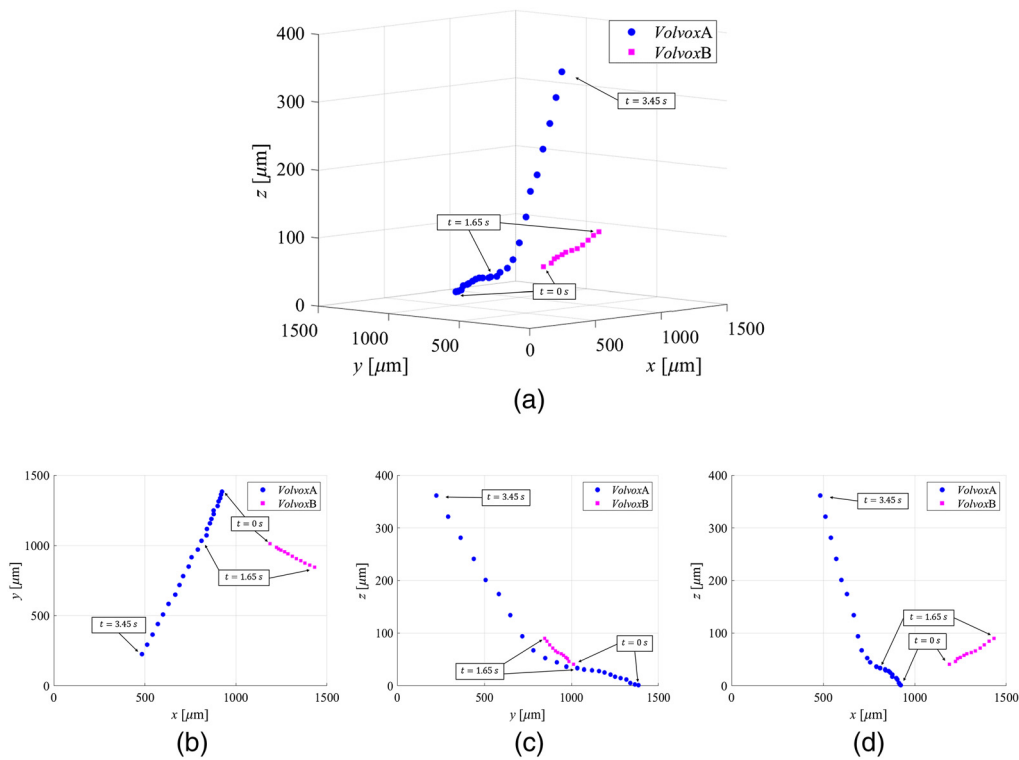 400
300
200
100
0
z [μm]
VolvoxA
VolvoxB
t = 3.45 s
t = 1.65 s
t = 0 s
1500
1000
500
0
500
1000
1500
y [μm]
x [μm]
(a)
1500
1000
500
0
y [μm]
VolvoxA
VolvoxB
t = 0 s
t = 1.65 s
t = 3.45 s
0
500
1000
1500
x [μm]
(b)
400
300
200
100
0
z [μm]
VolvoxA
VolvoxB
t = 3.45 s
t = 0 s
t = 1.65 s
0
500
1000
1500
y [μm]
(c)
400
300
200
100
0
z [μm]
VolvoxA
VolvoxB
t = 3.45 s
t = 1.65 s
t = 0 s
0
500
1000
1500
x [μm]
(d)